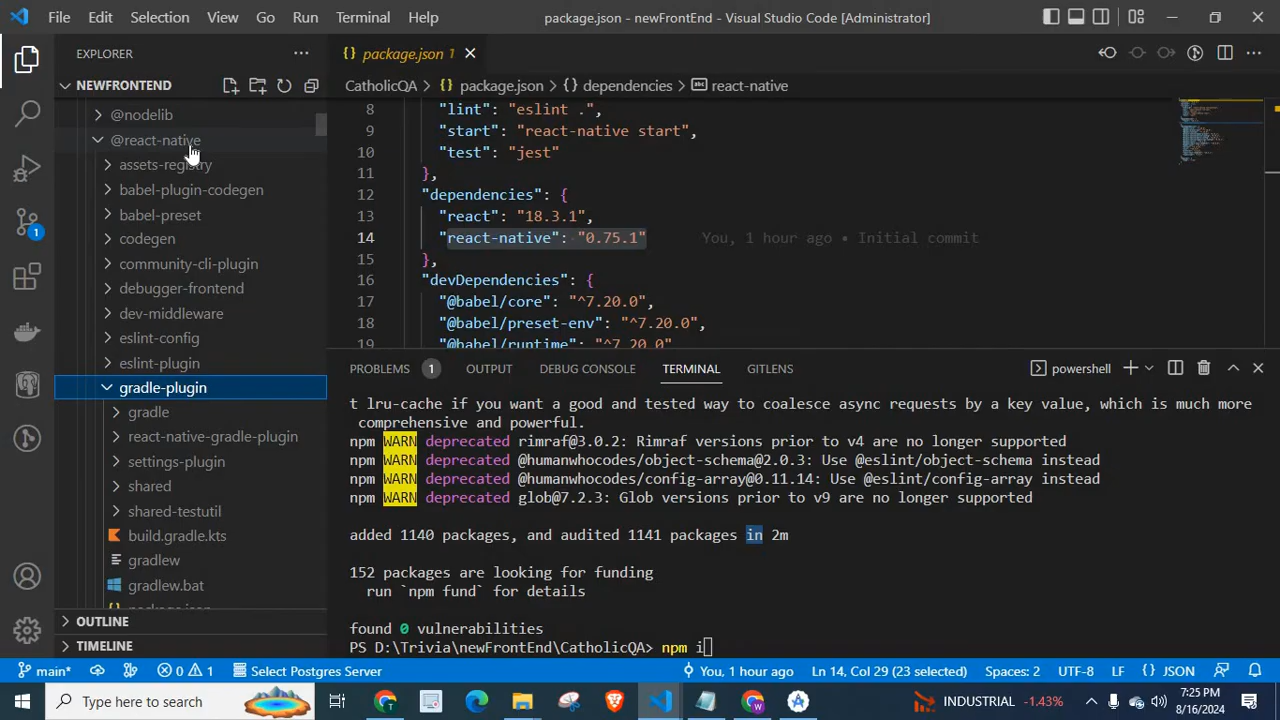 File Edit Selection View Go Run Terminal Help
package.json - newFrontEnd - Visual Studio Code [Administrator]
EXPLORER
NEWFRONTEND
@nodelib
@react-native
assets-registry
babel-plugin-codegen
babel-preset
codegen
community-cli-plugin
debugger-frontend
dev-middleware
eslint-config
eslint-plugin
gradle-plugin
gradle
react-native-gradle-plugin
settings-plugin
shared
shared-testutil
build.gradle.kts
gradlew
gradlew.bat
package.json
OUTLINE
TIMELINE
1
{} package.json 1
CatholicQA > {} package.json > {} dependencies > abc react-native
8 "lint": "eslint .",
9 "start": "react-native start",
10 "test": "jest"
11 },
12 "dependencies": {
13 "react": "18.3.1",
14 "react-native": "0.75.1" You, 1 hour ago • Initial commit
15 },
16 "devDependencies": {
17 "@babel/core": "^7.20.0",
18 "@babel/preset-env": "^7.20.0",
19 "@babel/runtime": "^7.20.0"
PROBLEMS 1 OUTPUT DEBUG CONSOLE TERMINAL GITLENS
powershell
t lru-cache if you want a good and tested way to coalesce async requests by a key value, which is much more
comprehensive and powerful.
npm WARN deprecated rimraf@3.0.2: Rimraf versions prior to v4 are no longer supported
npm WARN deprecated @humanwhocodes/object-schema@2.0.3: Use @eslint/object-schema instead
npm WARN deprecated @humanwhocodes/config-array@0.11.14: Use @eslint/config-array instead
npm WARN deprecated glob@7.2.3: Glob versions prior to v9 are no longer supported
added 1140 packages, and audited 1141 packages in 2m
152 packages are looking for funding
run `npm fund` for details
found 0 vulnerabilities
PS D:\Trivia\newFrontEnd\CatholicQA> npm i
main* 0 1 Select Postgres Server You, 1 hour ago Ln 14, Col 29 (23 selected) Spaces: 2 UTF-8 LF {} JSON
Type here to search
INDUSTRIAL -1.43%
7:25 PM
8/16/2024